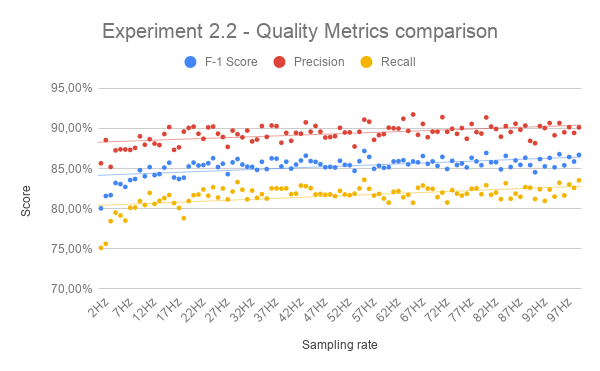 Experiment 2.2 - Quality Metrics comparison
F-1 Score Precision Recall
95,00%
90,00%
85,00%
80,00%
75,00%
70,00%
Score
2Hz 7Hz 12Hz 17Hz 22Hz 27Hz 32Hz 37Hz 42Hz 47Hz 52Hz 57Hz 62Hz 67Hz 72Hz 77Hz 82Hz 87Hz 92Hz 97Hz
Sampling rate